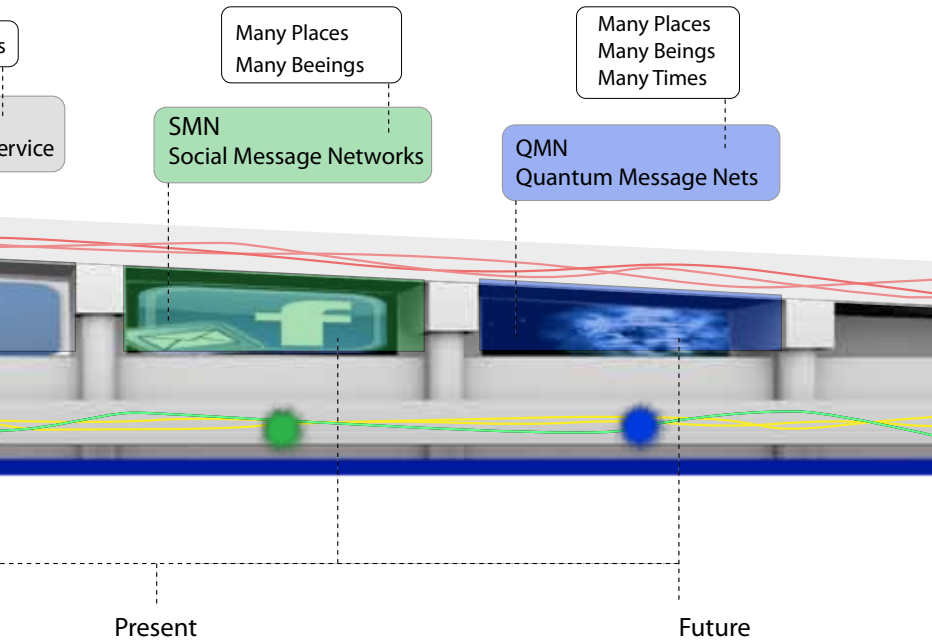 s
ervice
Many Places
Many Beeings
SMN
Social Message Networks
Many Places
Many Beings
Many Times
QMN
Quantum Message Nets
f
Present
Future